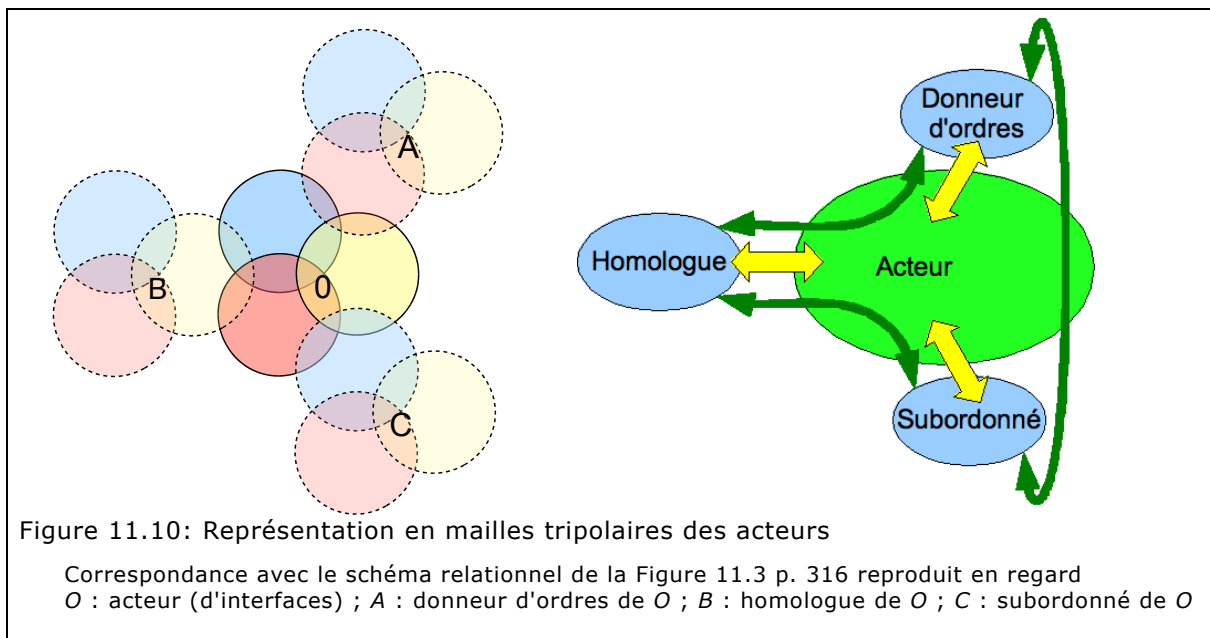 A
B
0
C
Donneur
d'ordres
Homologue
Acteur
Subordonné
Figure 11.10: Représentation en mailles tripolaires des acteurs
Correspondance avec le schéma relationnel de la Figure 11.3 p. 316 reproduit en regard
O : acteur (d'interfaces) ; A : donneur d'ordres de O ; B : homologue de O ; C : subordonné de O